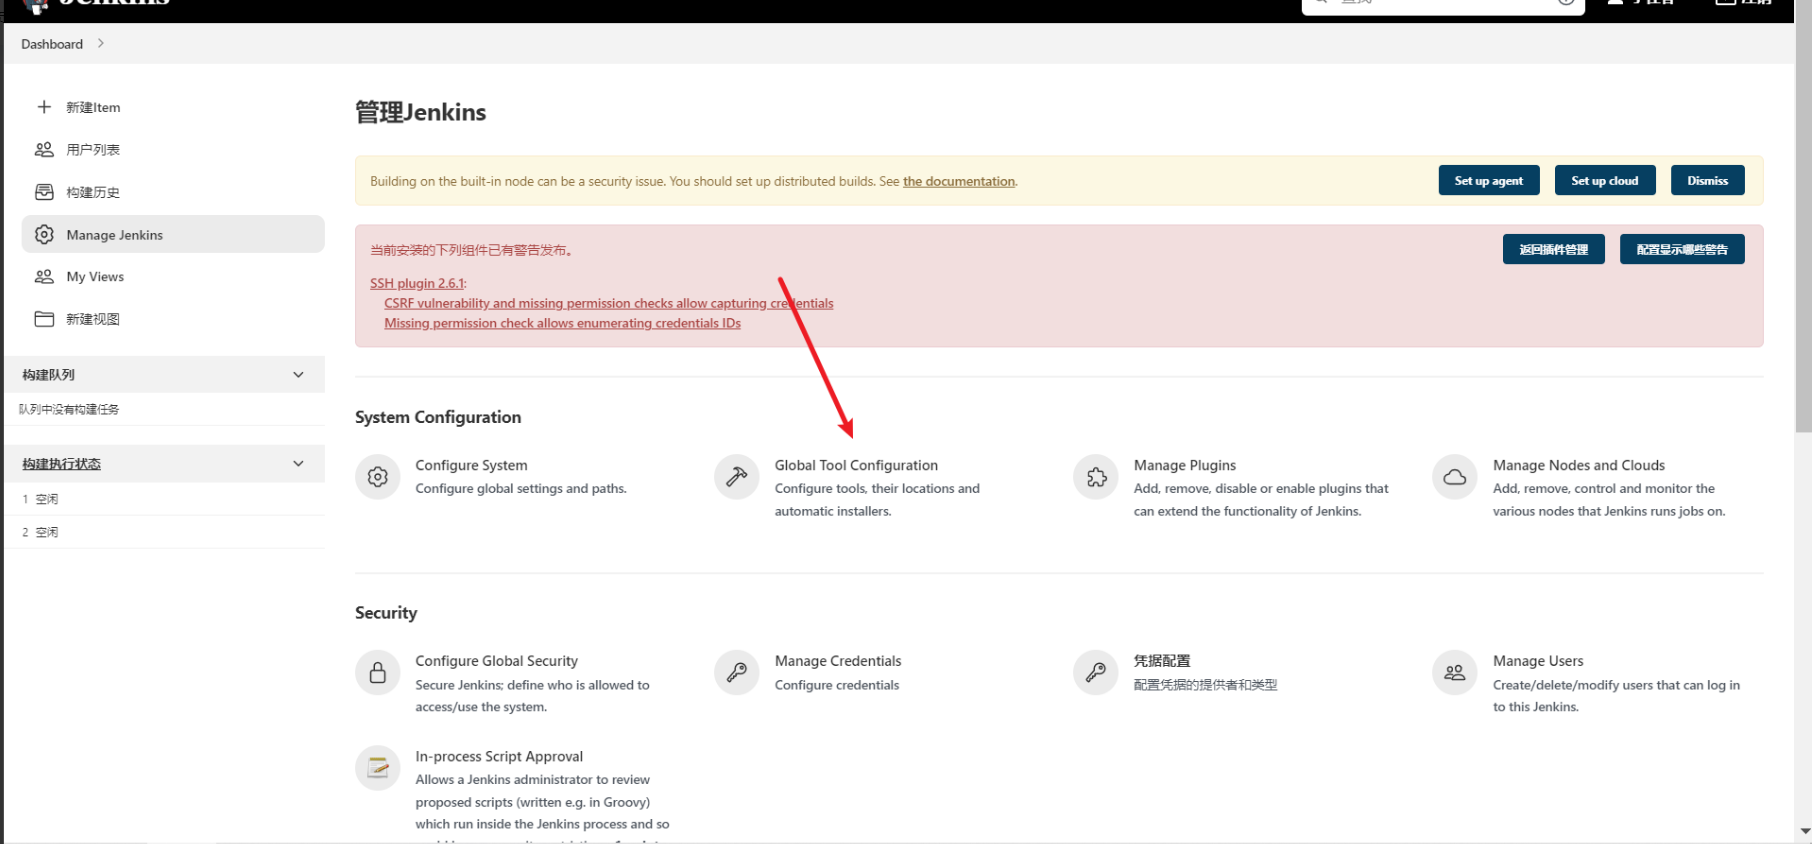 Jenkins
Dashboard
新建Item
用户列表
构建历史
Manage Jenkins
My Views
新建视图
构建队列
队列中没有构建任务
构建执行状态
1 空闲
2 空闲
管理Jenkins
Building on the built-in node can be a security issue. You should set up distributed builds. See the documentation.
Set up agent
Set up cloud
Dismiss
当前安装的下列组件已有警告发布。
返回插件管理
配置显示哪些警告
SSH plugin 2.6.1:
CSRF vulnerability and missing permission checks allow capturing credentials
Missing permission check allows enumerating credentials IDs
System Configuration
Configure System
Configure global settings and paths.
Global Tool Configuration
Configure tools, their locations and
automatic installers.
Manage Plugins
Add, remove, disable or enable plugins that
can extend the functionality of Jenkins.
Manage Nodes and Clouds
Add, remove, control and monitor the
various nodes that Jenkins runs jobs on.
Security
Configure Global Security
Secure Jenkins; define who is allowed to
access/use the system.
Manage Credentials
Configure credentials
凭据配置
配置凭据的提供者和类型
Manage Users
Create/delete/modify users that can log in
to this Jenkins.
In-process Script Approval
Allows a Jenkins administrator to review
proposed scripts (written e.g. in Groovy)
which run inside the Jenkins process and so